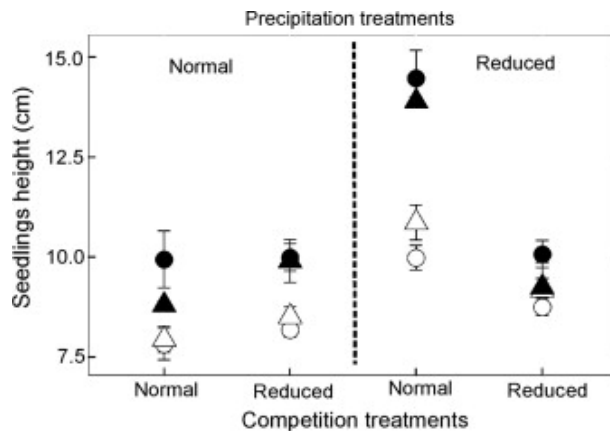 Precipitation treatments
Normal
Reduced
Seedlings height (cm)
15.0
12.5
10.0
7.5
Normal
Reduced
Normal
Reduced
Competition treatments